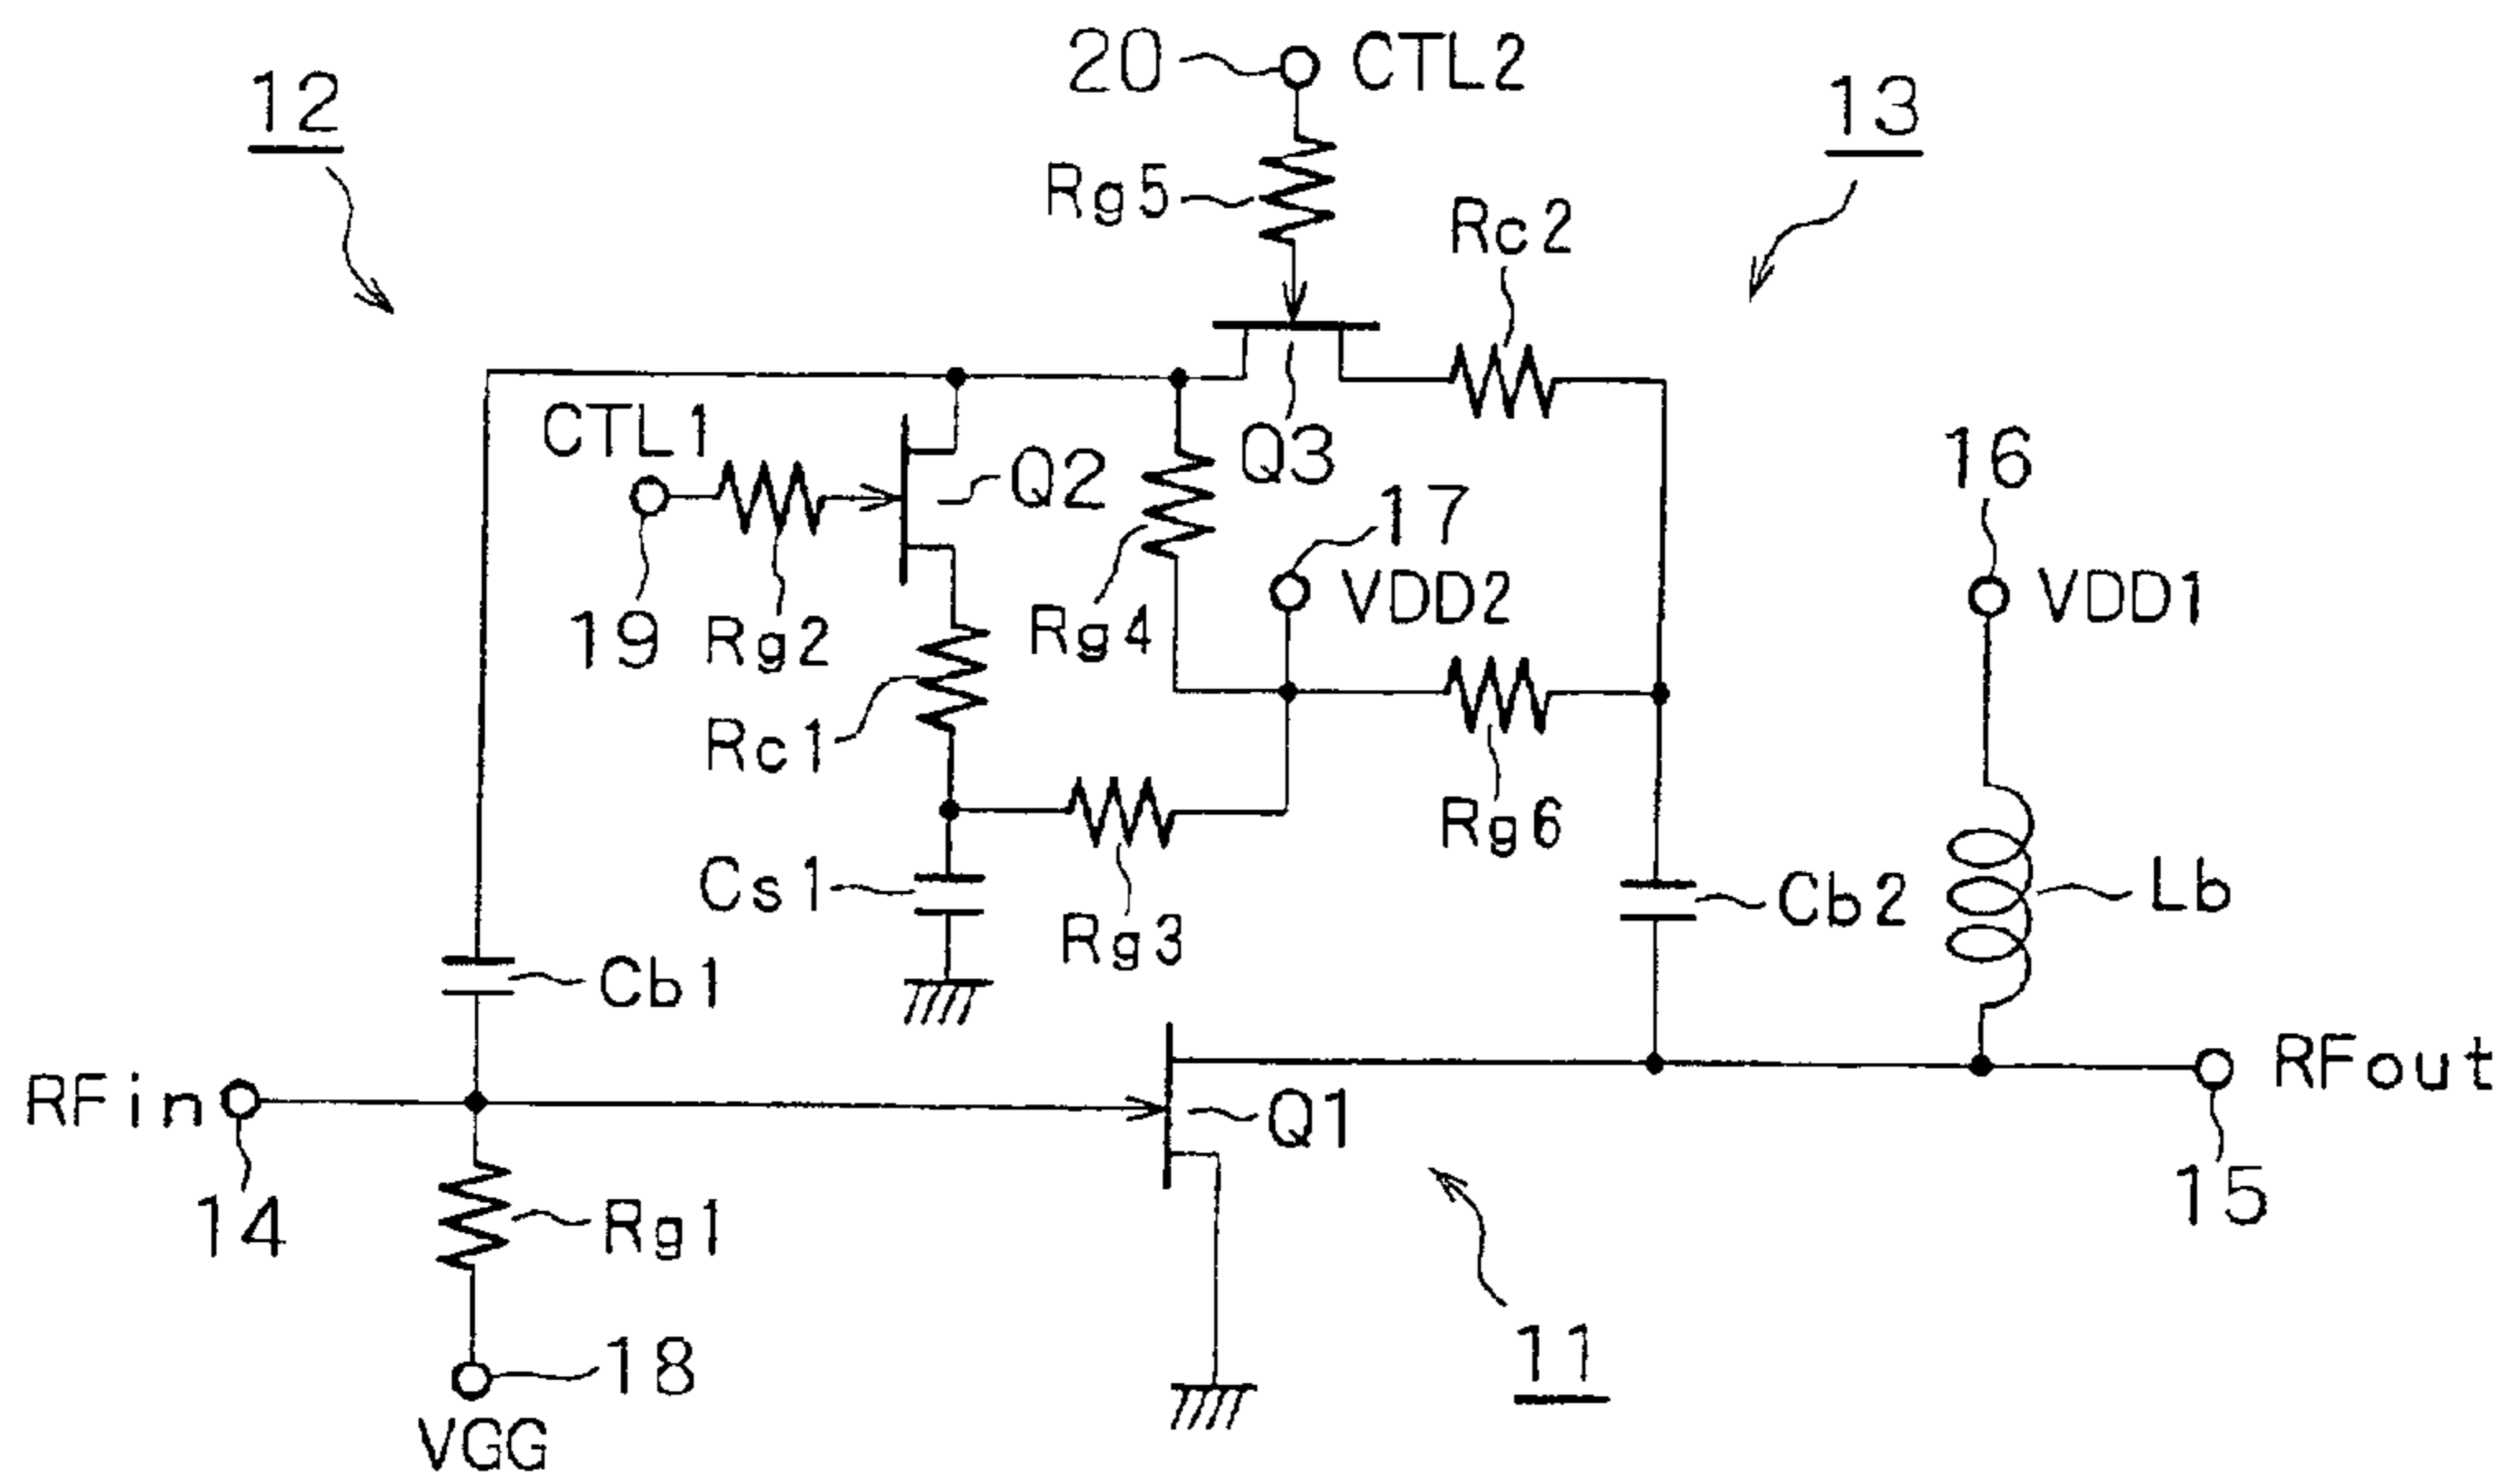 20 CTL2
12
13
Rg5
Rc2
CTL1
Q2
Q3
16
17
VDD2
VDD1
19
Rg2
Rg4
Rc1
Rg6
Cs1
Cb2
Lb
Rg3
Cb1
RFin
Q1
RFout
14
15
Rg1
18
11
VGG